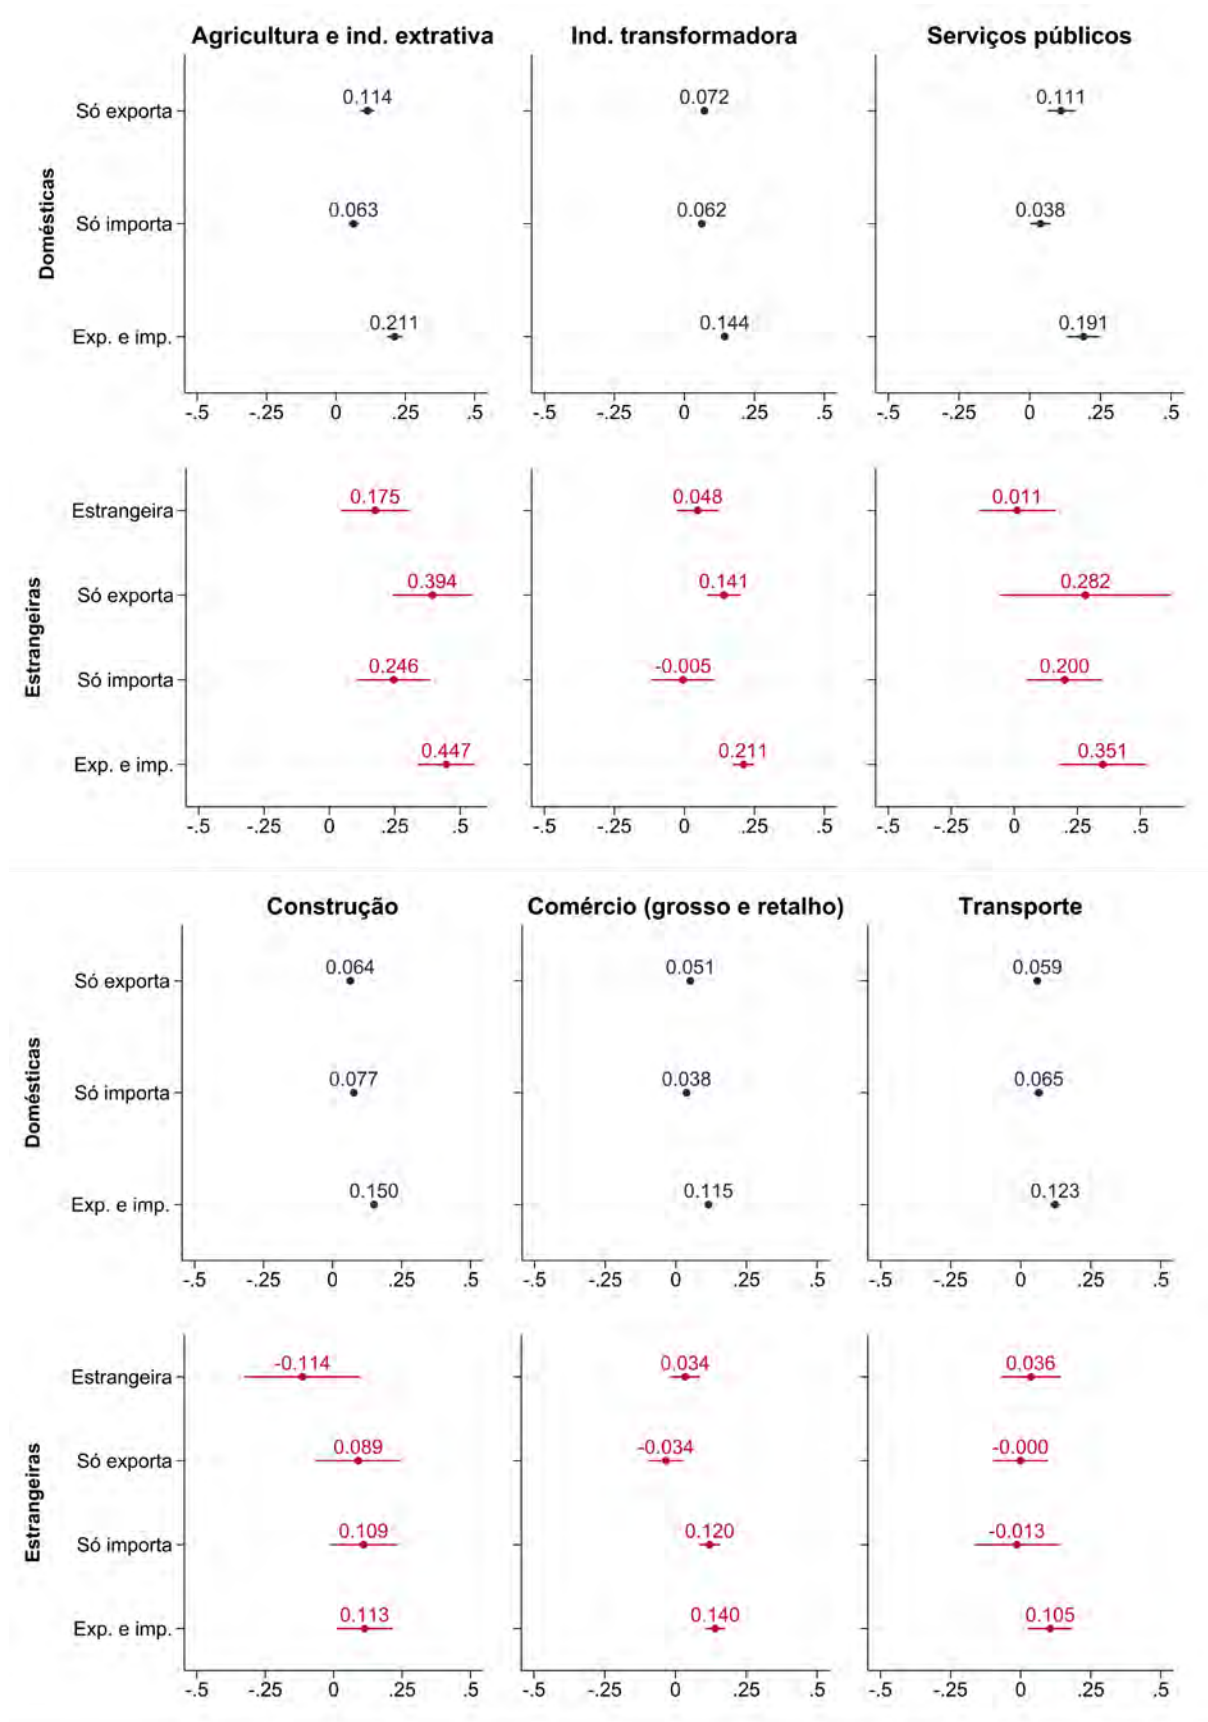 Agricultura e ind. extrativa
Ind. transformadora
Serviços públicos
Domésticas
Só exporta
0.114
0.072
0.111
Só importa
0.063
0.062
0.038
Exp. e imp.
0.211
0.144
0.191
-.5 -.25 0 .25 .5
-.5 -.25 0 .25 .5
-.5 -.25 0 .25 .5
Estrangeiras
Estrangeira
0.175
0.048
0.011
Só exporta
0.394
0.141
0.282
Só importa
0.246
-0.005
0.200
Exp. e imp.
0.447
0.211
0.351
-.5 -.25 0 .25 .5
-.5 -.25 0 .25 .5
-.5 -.25 0 .25 .5
Construção
Comércio (grosso e retalho)
Transporte
Domésticas
Só exporta
0.064
0.051
0.059
Só importa
0.077
0.038
0.065
Exp. e imp.
0.150
0.115
0.123
-.5 -.25 0 .25 .5
-.5 -.25 0 .25 .5
-.5 -.25 0 .25 .5
Estrangeiras
Estrangeira
-0.114
0.034
0.036
Só exporta
0.089
-0.034
-0.000
Só importa
0.109
0.120
-0.013
Exp. e imp.
0.113
0.140
0.105
-.5 -.25 0 .25 .5
-.5 -.25 0 .25 .5
-.5 -.25 0 .25 .5